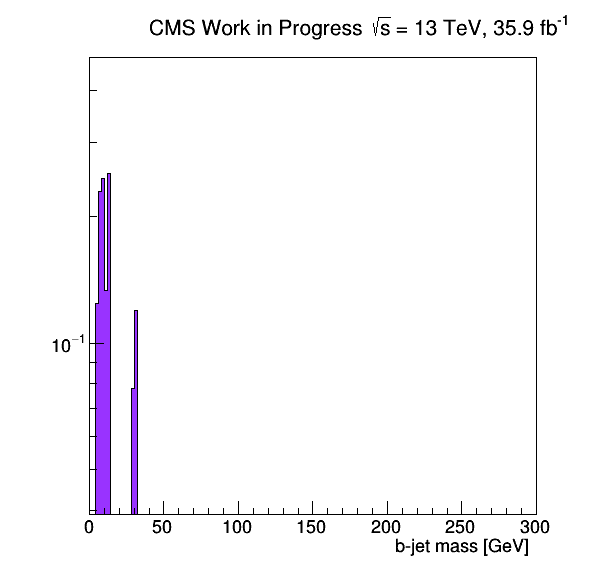 CMS Work in Progress √s = 13 TeV, 35.9 fb⁻¹
10⁻¹
0 50 100 150 200 250 300
b-jet mass [GeV]